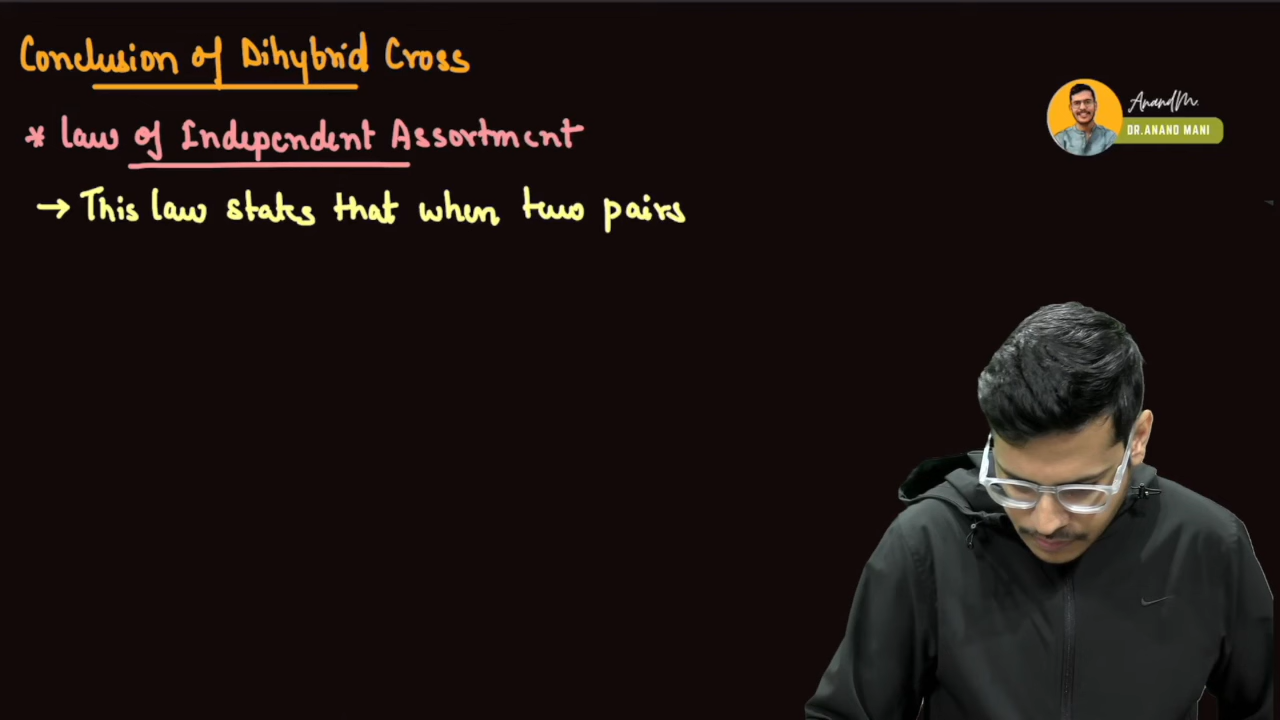 Conclusion of Dihybrid Cross
* Law of Independent Assortment
→ This law states that when two pairs
AnandM.
DR.ANAND MANI